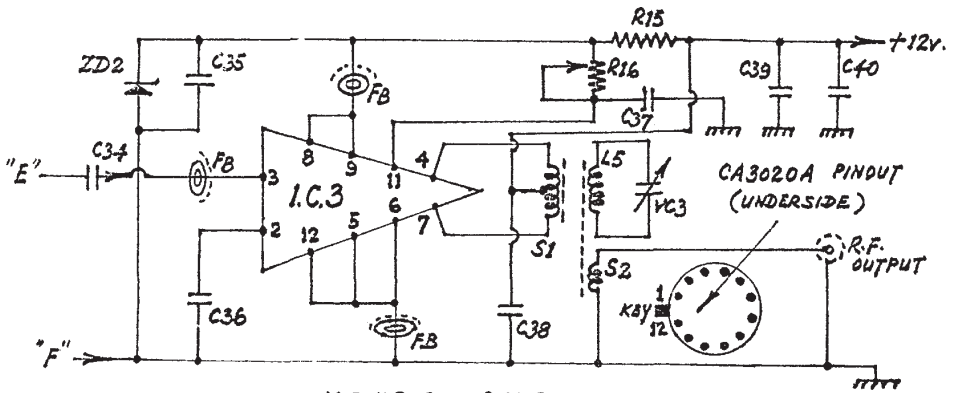 R15
+12V.
ZD2
C35
R16
C39
C40
FB
C37
"E"
C34
FB
8
9
11
4
L5
CA3020A PINOUT
(UNDERSIDE)
3
I.C.3
VC3
2
12
5
6
7
S1
S2
R.F.
OUTPUT
KEY
1
12
C36
FB
C38
"F"